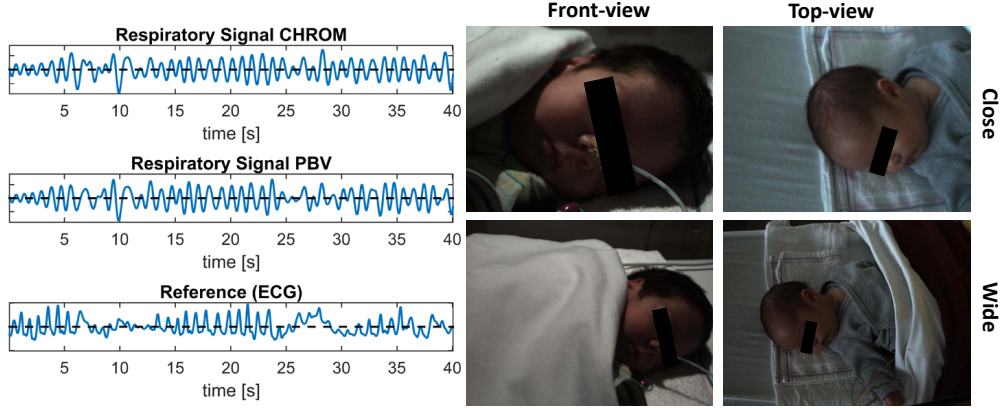 Respiratory Signal CHROM
5 10 15 20 25 30 35 40
time [s]
Respiratory Signal PBV
5 10 15 20 25 30 35 40
time [s]
Reference (ECG)
5 10 15 20 25 30 35 40
time [s]
Front-view Top-view
Close
Wide